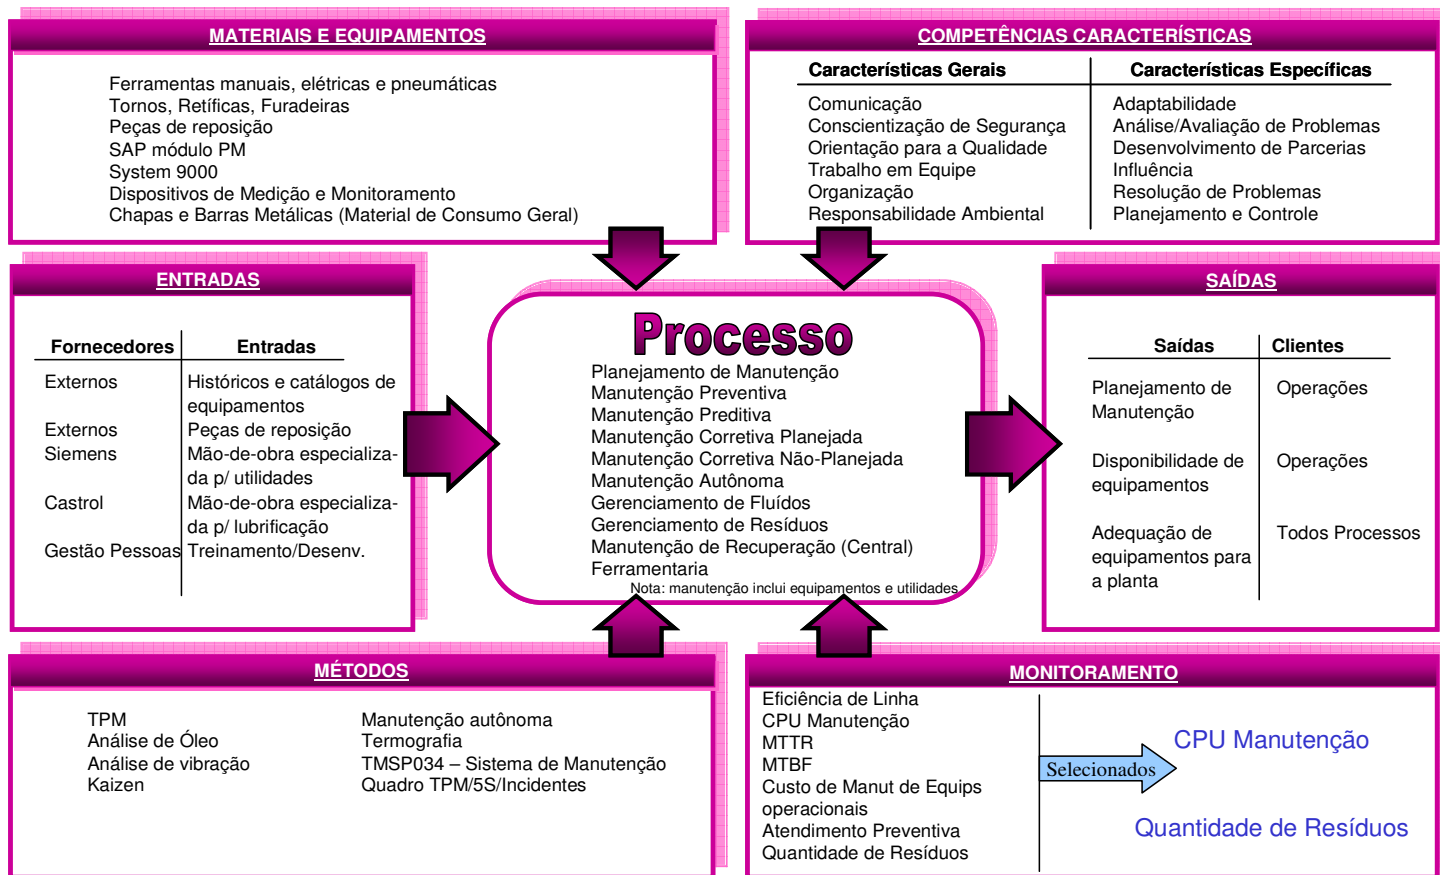 MATERIAIS E EQUIPAMENTOS
Ferramentas manuais, elétricas e pneumáticas
Tornos, Retíficas, Furadeiras
Peças de reposição
SAP módulo PM
System 9000
Dispositivos de Medição e Monitoramento
Chapas e Barras Metálicas (Material de Consumo Geral)
COMPETÊNCIAS CARACTERÍSTICAS
Características Gerais
Comunicação
Conscientização de Segurança
Orientação para a Qualidade
Trabalho em Equipe
Organização
Responsabilidade Ambiental
Características Específicas
Adaptabilidade
Análise/Avaliação de Problemas
Desenvolvimento de Parcerias
Influência
Resolução de Problemas
Planejamento e Controle
ENTRADAS
Fornecedores Entradas
Externos Históricos e catálogos de
equipamentos
Externos Peças de reposição
Siemens Mão-de-obra especializa-
da p/ utilidades
Castrol Mão-de-obra especializa-
da p/ lubrificação
Gestão Pessoas Treinamento/Desenv.
Processo
Planejamento de Manutenção
Manutenção Preventiva
Manutenção Preditiva
Manutenção Corretiva Planejada
Manutenção Corretiva Não-Planejada
Manutenção Autônoma
Gerenciamento de Fluídos
Gerenciamento de Resíduos
Manutenção de Recuperação (Central)
Ferramentaria
Nota: manutenção inclui equipamentos e utilidades
SAÍDAS
Saídas Clientes
Planejamento de Operações
Manutenção
Disponibilidade de Operações
equipamentos
Adequação de Todos Processos
equipamentos para
a planta
MÉTODOS
TPM
Análise de Óleo
Análise de vibração
Kaizen
Manutenção autônoma
Termografia
TMSP034 – Sistema de Manutenção
Quadro TPM/5S/Incidentes
MONITORAMENTO
Eficiência de Linha
CPU Manutenção
MTTR
MTBF
Custo de Manut de Equips
operacionais
Atendimento Preventiva
Quantidade de Resíduos
Selecionados
CPU Manutenção
Quantidade de Resíduos